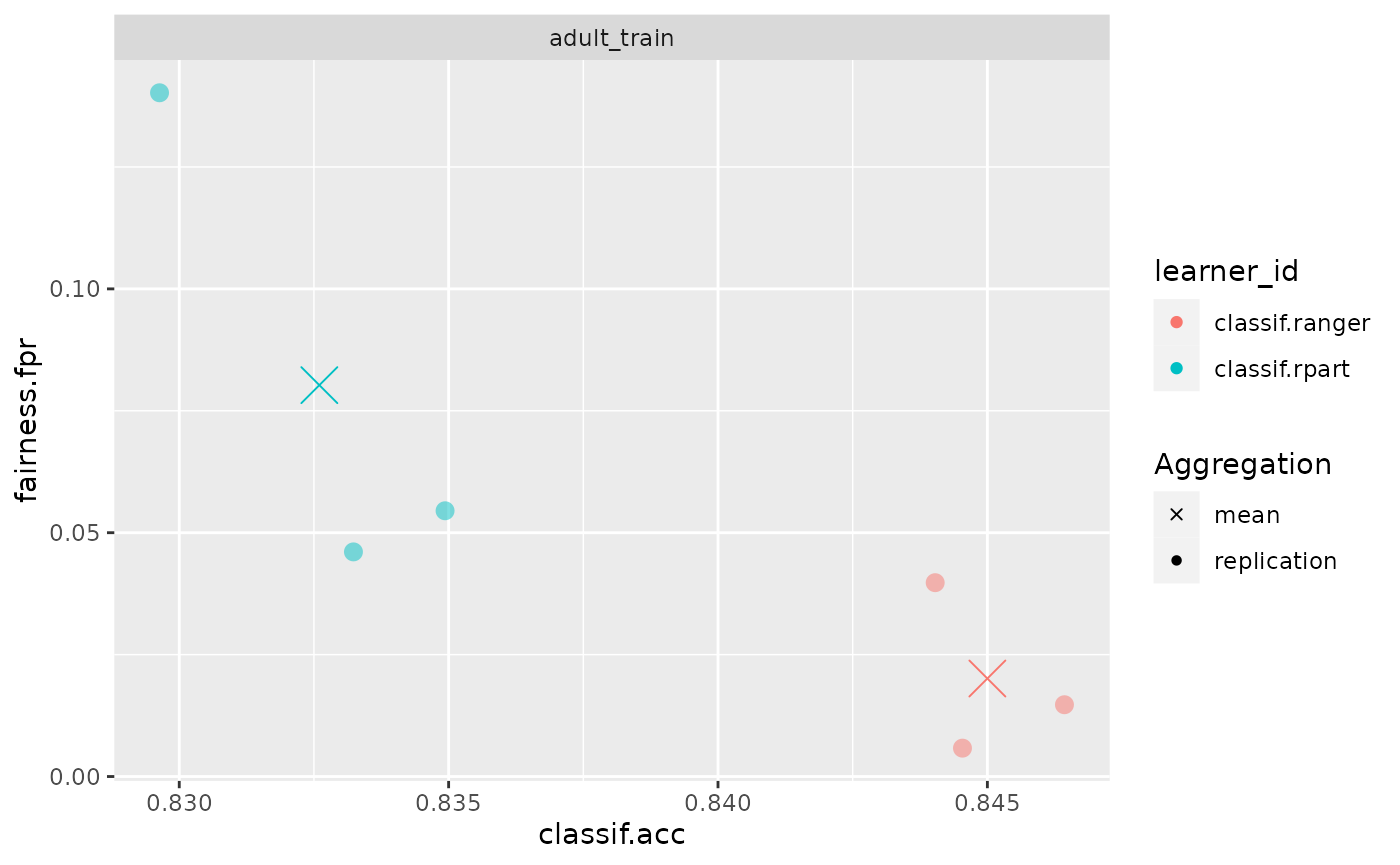 adult_train
fairness.fpr
0.10
0.05
0.00
0.830
0.835
0.840
0.845
classif.acc
learner_id
classif.ranger
classif.rpart
Aggregation
mean
replication